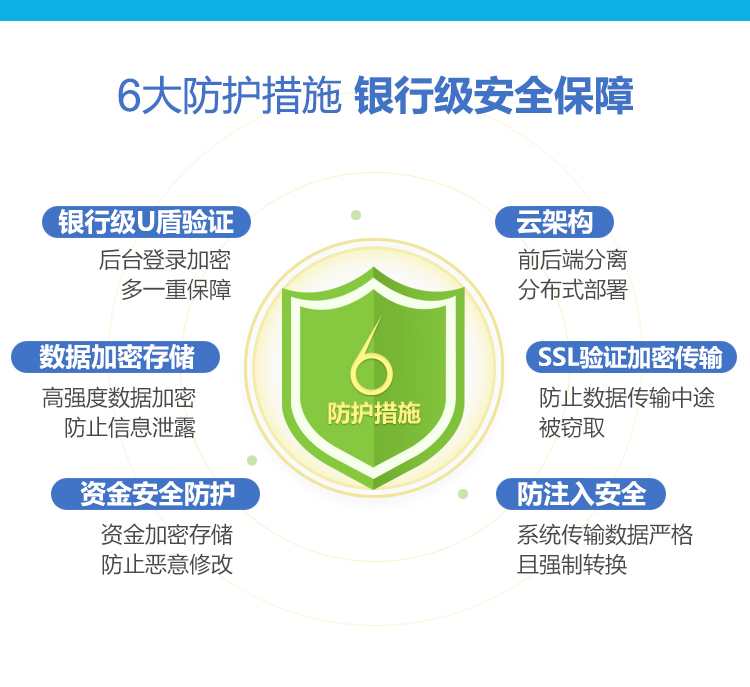 6大防护措施 银行级安全保障
银行级U盾验证
后台登录加密
多一重保障
云架构
前后端分离
分布式部署
数据加密存储
高强度数据加密
防止信息泄露
SSL验证加密传输
防止数据传输中途
被窃取
6
防护措施
资金安全防护
资金加密存储
防止恶意修改
防注入安全
系统传输数据严格
且强制转换